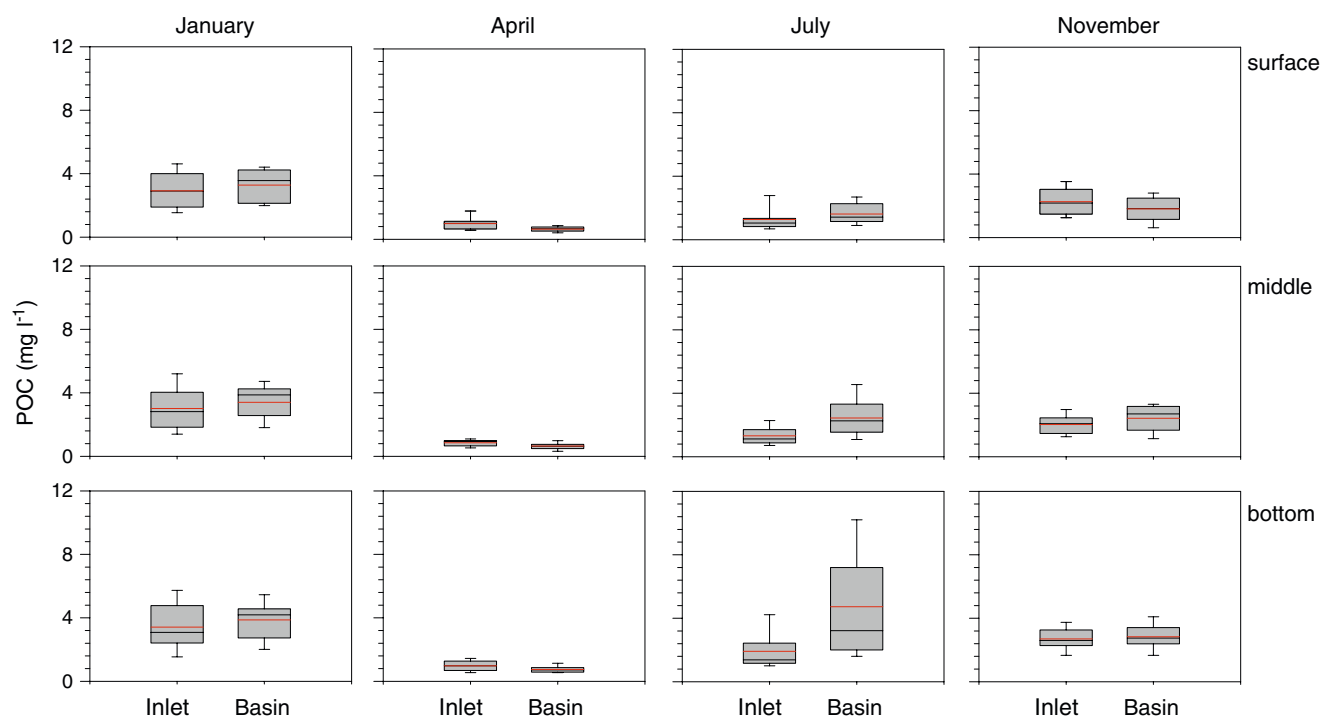 January April July November
12
8
4
0
surface
12
8
4
0
middle
POC (mg l⁻¹)
12
8
4
0
bottom
Inlet Basin Inlet Basin Inlet Basin Inlet Basin